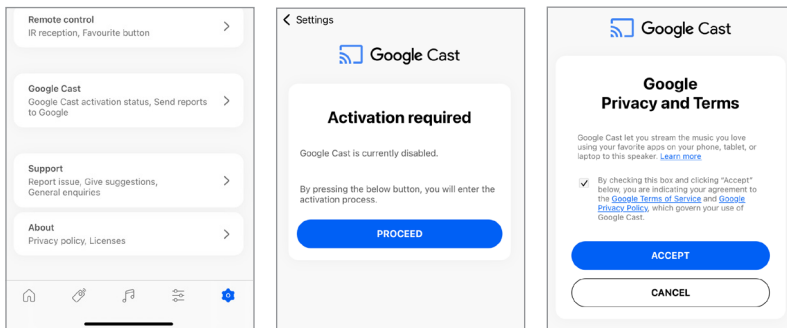 Remote control
IR reception, Favourite button
Google Cast
Google Cast activation status, Send reports
to Google
Support
Report issue, Give suggestions,
General enquiries
About
Privacy policy, Licenses
Settings
Google Cast
Activation required
Google Cast is currently disabled.
By pressing the below button, you will enter the
activation process.
PROCEED
Google Cast
Google
Privacy and Terms
Google Cast let you stream the music you love
using your favorite apps on your phone, tablet, or
laptop to this speaker. Learn more
By checking this box and clicking "Accept"
below, you are indicating your agreement to
the Google Terms of Service and Google
Privacy Policy, which govern your use of
Google Cast.
ACCEPT
CANCEL